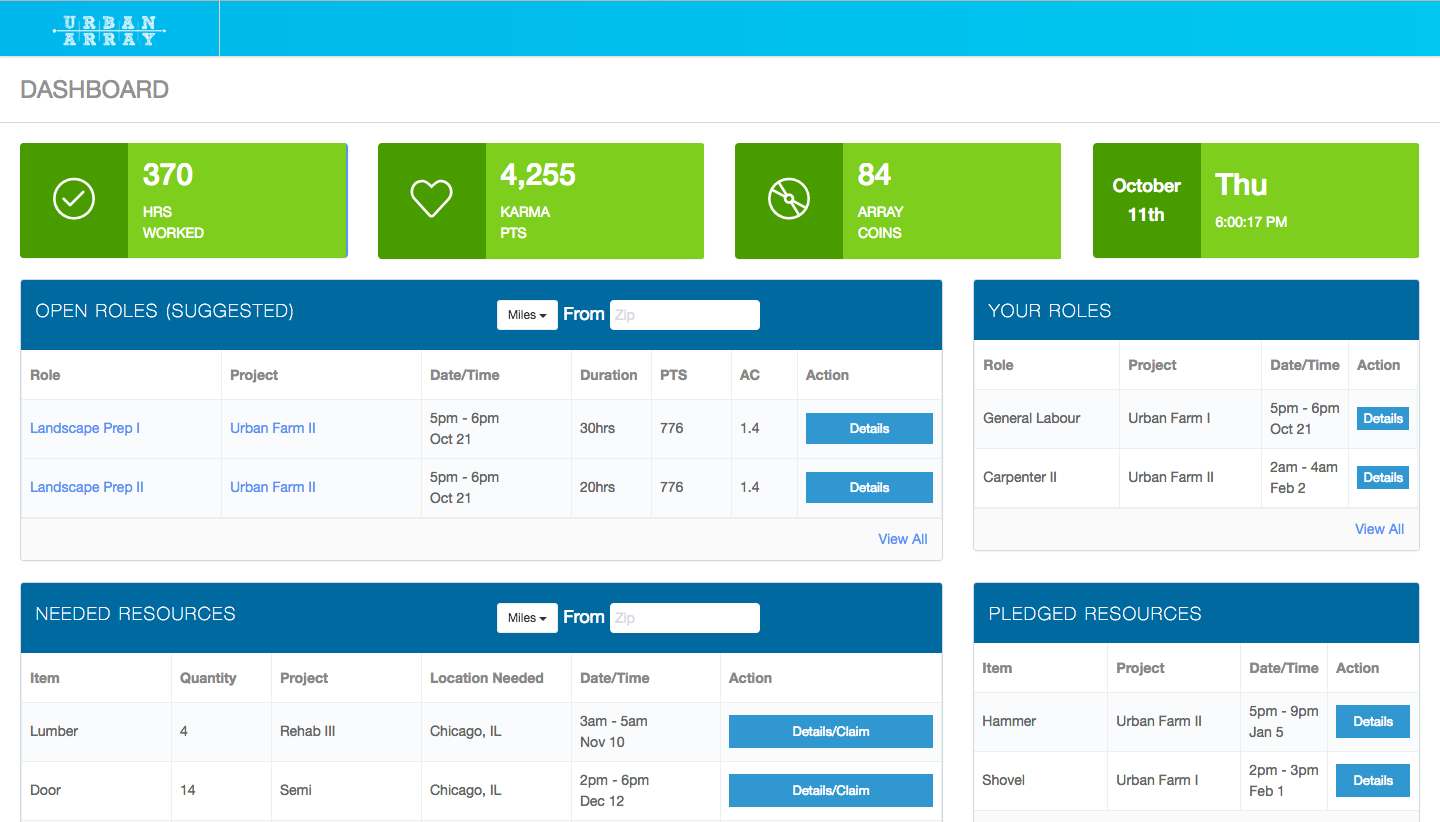 URBAN
ARRAY
DASHBOARD
370
HRS
WORKED
4,255
KARMA
PTS
84
ARRAY
COINS
October
11th
Thu
6:00:17 PM
OPEN ROLES (SUGGESTED)
Miles
From
Zip
Role Project Date/Time Duration PTS AC Action
Landscape Prep I Urban Farm II 5pm - 6pm 30hrs 776 1.4 Details
Oct 21
Landscape Prep II Urban Farm II 5pm - 6pm 20hrs 776 1.4 Details
Oct 21
View All
YOUR ROLES
Role Project Date/Time Action
General Labour Urban Farm I 5pm - 6pm Details
Oct 21
Carpenter II Urban Farm II 2am - 4am Details
Feb 2
View All
NEEDED RESOURCES
Miles
From
Zip
Item Quantity Project Location Needed Date/Time Action
Lumber 4 Rehab III Chicago, IL 3am - 5am Details/Claim
Nov 10
Door 14 Semi Chicago, IL 2pm - 6pm Details/Claim
Dec 12
PLEDGED RESOURCES
Item Project Date/Time Action
Hammer Urban Farm II 5pm - 9pm Details
Jan 5
Shovel Urban Farm I 2pm - 3pm Details
Feb 1